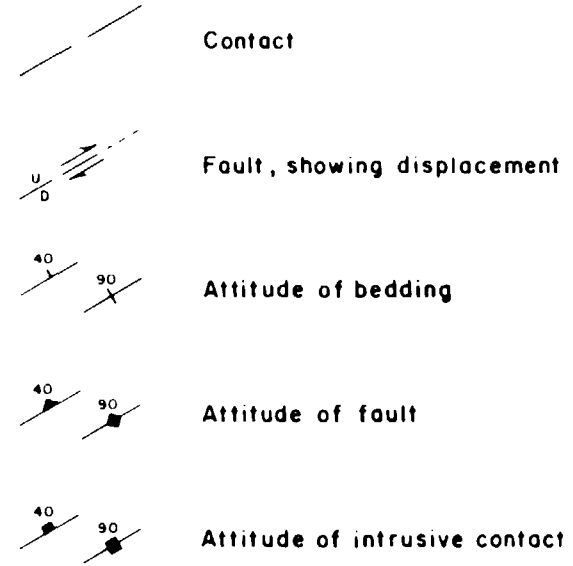 Contact
U
D
Fault, showing displacement
40
90
Attitude of bedding
40
90
Attitude of fault
40
90
Attitude of intrusive contact